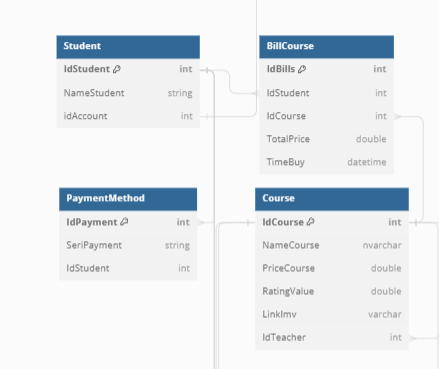 Student
IdStudent int
NameStudent string
idAccount int
BillCourse
IdBills int
IdStudent int
IdCourse int
TotalPrice double
TimeBuy datetime
PaymentMethod
IdPayment int
SeriPayment string
IdStudent int
Course
IdCourse int
NameCourse nvarchar
PriceCourse double
RatingValue double
LinkImv varchar
IdTeacher int